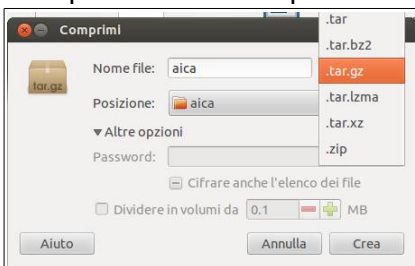 Comprimi
tar.gz
Nome file: aica
Posizione: aica
Altre opzioni
Password:
Cifrare anche l'elenco dei file
Dividere in volumi da 0.1 MB
Aiuto Annulla Crea
.tar
.tar.bz2
.tar.gz
.tar.lzma
.tar.xz
.zip